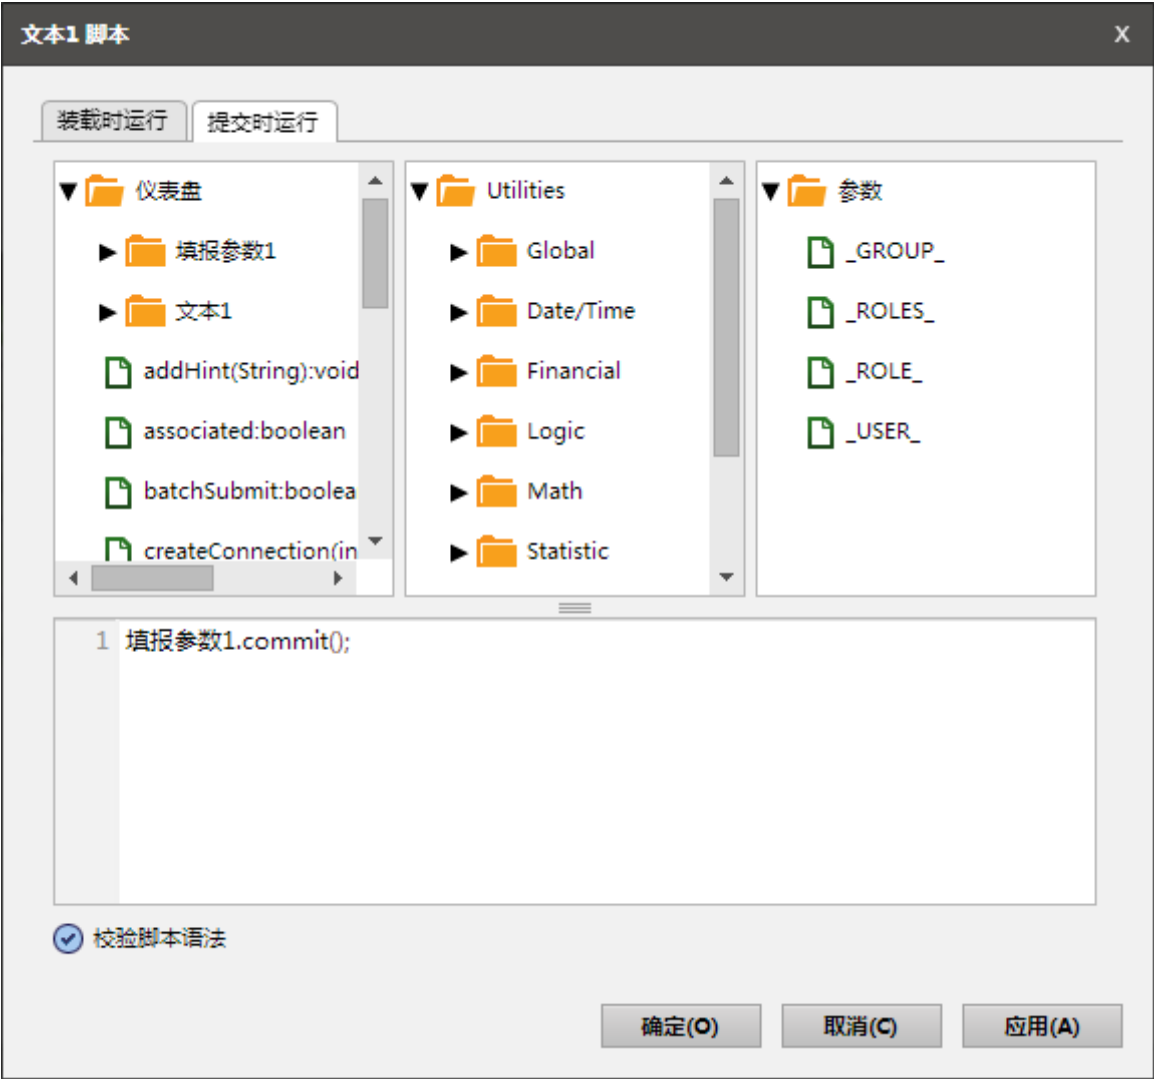 文本1 脚本
X
装载时运行
提交时运行
仪表盘
填报参数1
文本1
addHint(String):void
associated:boolean
batchSubmit:boolea
createConnection(in
Utilities
Global
Date/Time
Financial
Logic
Math
Statistic
参数
_GROUP_
_ROLES_
_ROLE_
_USER_
1 填报参数1.commit();
校验脚本语法
确定(O)
取消(C)
应用(A)